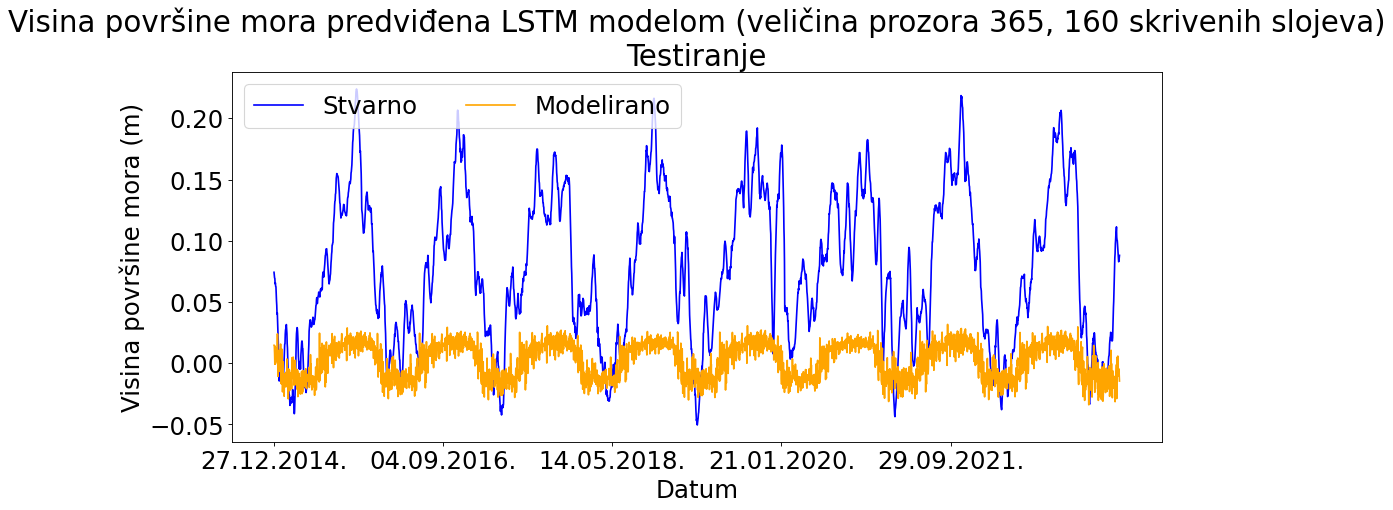 Visina površine mora predviđena LSTM modelom (veličina prozora 365, 160 skrivenih slojeva)
Testiranje
Stvarno
Modelirano
Visina površine mora (m)
0.20
0.15
0.10
0.05
0.00
−0.05
27.12.2014.
04.09.2016.
14.05.2018.
21.01.2020.
29.09.2021.
Datum